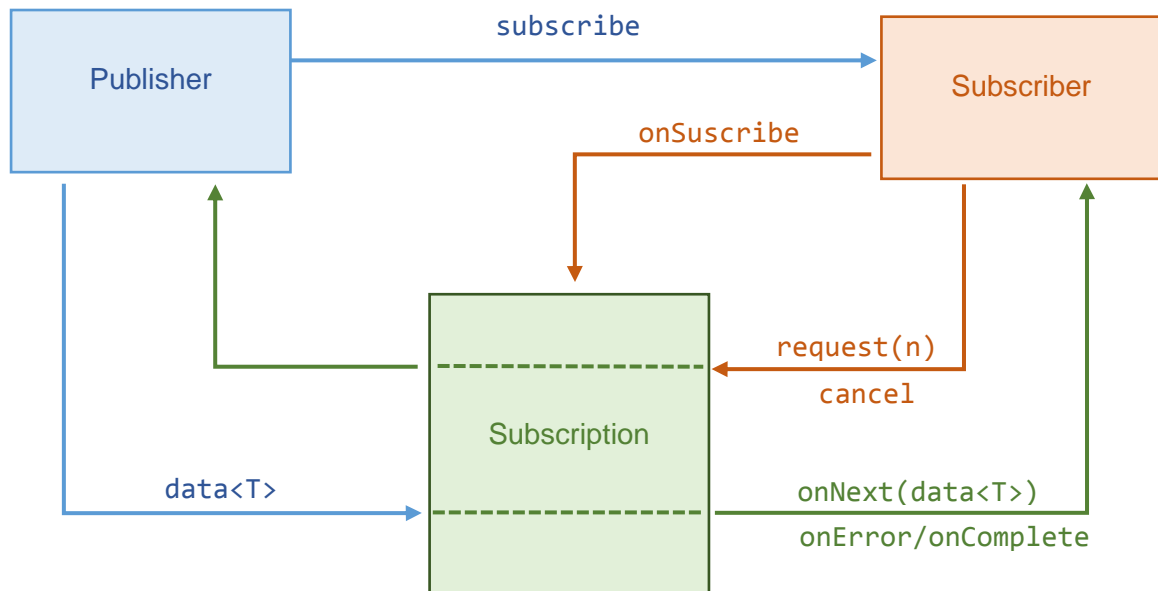 subscribe
Publisher
Subscriber
onSuscribe
request(n)
cancel
Subscription
data<T>
onNext(data<T>)
onError/onComplete